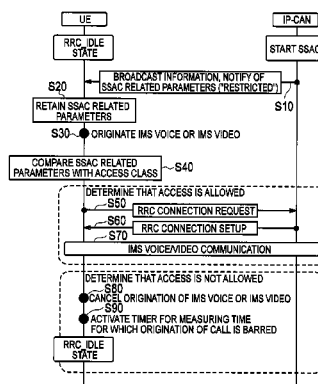 UE
IP-CAN
RRC_IDLE
STATE
START SSAC
BROADCAST INFORMATION, NOTIFY OF
SSAC RELATED PARAMETERS ("RESTRICTED")
S20
S10
RETAIN SSAC RELATED
PARAMETERS
S30
ORIGINATE IMS VOICE OR IMS VIDEO
COMPARE SSAC RELATED
PARAMETERS WITH ACCESS CLASS
S40
DETERMINE THAT ACCESS IS ALLOWED
S50
RRC CONNECTION REQUEST
S60
RRC CONNECTION SETUP
S70
IMS VOICE/VIDEO COMMUNICATION
DETERMINE THAT ACCESS IS NOT ALLOWED
S80
CANCEL ORIGINATION OF IMS VOICE OR IMS VIDEO
S90
ACTIVATE TIMER FOR MEASURING TIME
FOR WHICH ORIGINATION OF CALL IS BARRED
RRC_IDLE
STATE